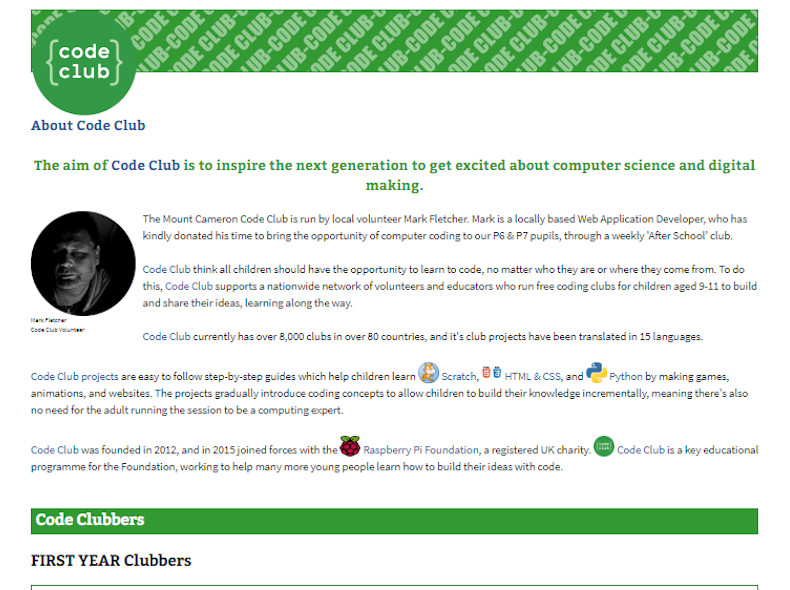 {code
club}
About Code Club
The aim of Code Club is to inspire the next generation to get excited about computer science and digital
making.
The Mount Cameron Code Club is run by local volunteer Mark Fletcher. Mark is a locally based Web Application Developer, who has
kindly donated his time to bring the opportunity of computer coding to our P6 & P7 pupils, through a weekly 'After School' club.
Code Club think all children should have the opportunity to learn to code, no matter who they are or where they come from. To do
this, Code Club supports a nationwide network of volunteers and educators who run free coding clubs for children aged 9-11 to build
and share their ideas, learning along the way.
Mark Fletcher
Code Club Volunteer
Code Club currently has over 8,000 clubs in over 80 countries, and it's club projects have been translated in 15 languages.
Code Club projects are easy to follow step-by-step guides which help children learn Scratch, HTML & CSS, and Python by making games,
animations, and websites. The projects gradually introduce coding concepts to allow children to build their knowledge incrementally, meaning there's also
no need for the adult running the session to be a computing expert.
Code Club was founded in 2012, and in 2015 joined forces with the Raspberry Pi Foundation, a registered UK charity. Code Club is a key educational
programme for the Foundation, working to help many more young people learn how to build their ideas with code.
Code Clubbers
FIRST YEAR Clubbers